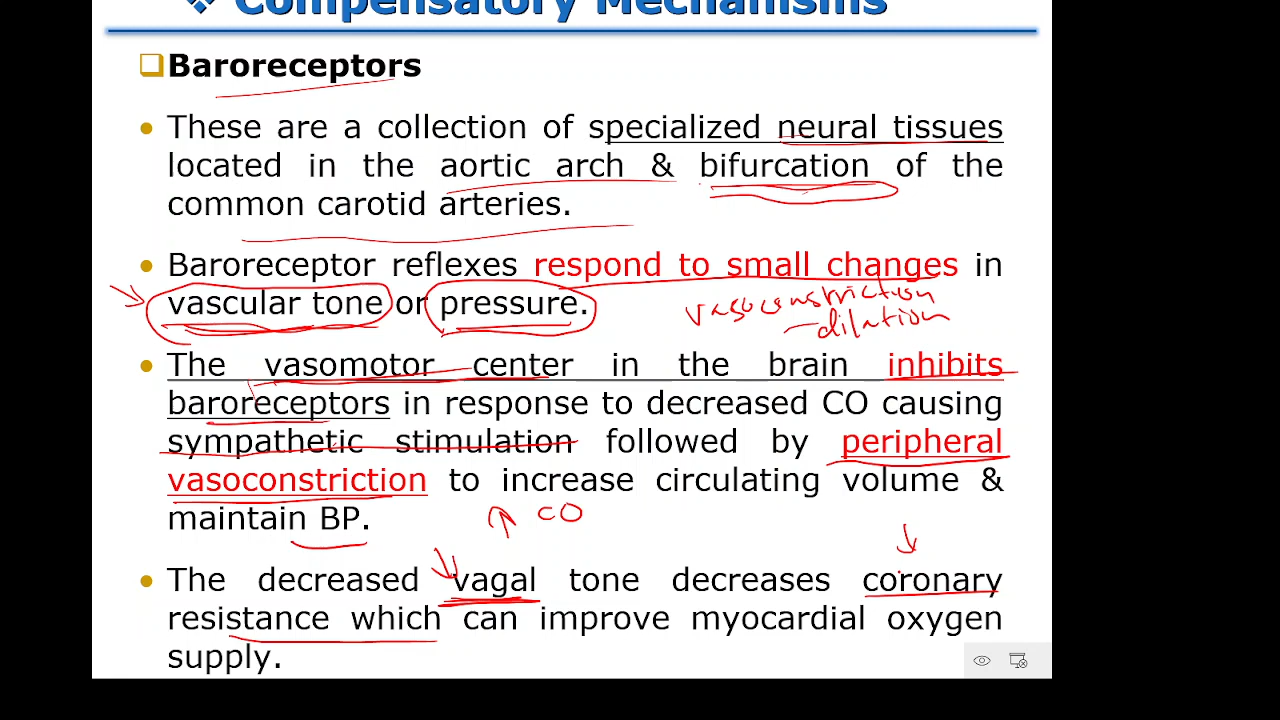 ❖ Compensatory Mechanisms
❑Baroreceptors
• These are a collection of specialized neural tissues
located in the aortic arch & bifurcation of the
common carotid arteries.
• Baroreceptor reflexes respond to small changes in
vascular tone or pressure.
vasoconstriction
-dilation
• The vasomotor center in the brain inhibits
baroreceptors in response to decreased CO causing
sympathetic stimulation followed by peripheral
vasoconstriction to increase circulating volume &
maintain BP.
↑ CO
• The decreased vagal tone decreases coronary
resistance which can improve myocardial oxygen
supply.